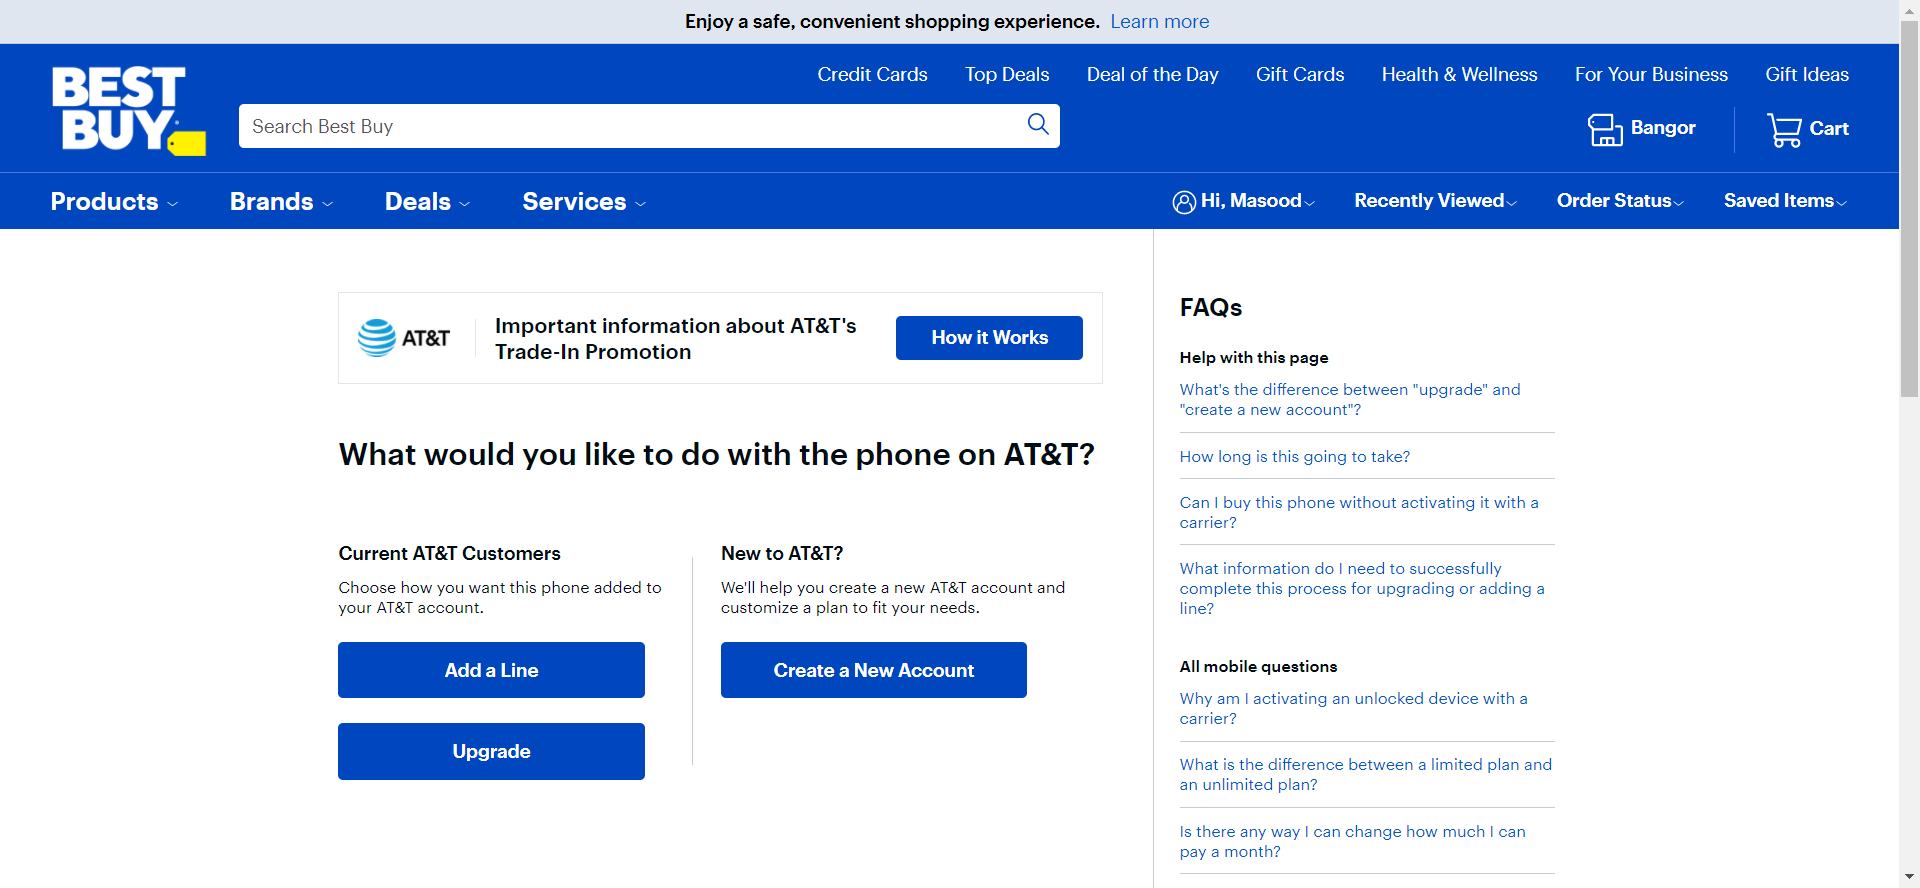 Enjoy a safe, convenient shopping experience. Learn more
Credit Cards Top Deals Deal of the Day Gift Cards Health & Wellness For Your Business Gift Ideas
BEST
BUY
Search Best Buy
Bangor
Cart
Products Brands Deals Services Hi, Masood Recently Viewed Order Status Saved Items
AT&T
Important information about AT&T's
Trade-In Promotion
How it Works
What would you like to do with the phone on AT&T?
Current AT&T Customers
Choose how you want this phone added to
your AT&T account.
Add a Line
Upgrade
New to AT&T?
We'll help you create a new AT&T account and
customize a plan to fit your needs.
Create a New Account
FAQs
Help with this page
What's the difference between "upgrade" and
"create a new account"?
How long is this going to take?
Can I buy this phone without activating it with a
carrier?
What information do I need to successfully
complete this process for upgrading or adding a
line?
All mobile questions
Why am I activating an unlocked device with a
carrier?
What is the difference between a limited plan and
an unlimited plan?
Is there any way I can change how much I can
pay a month?